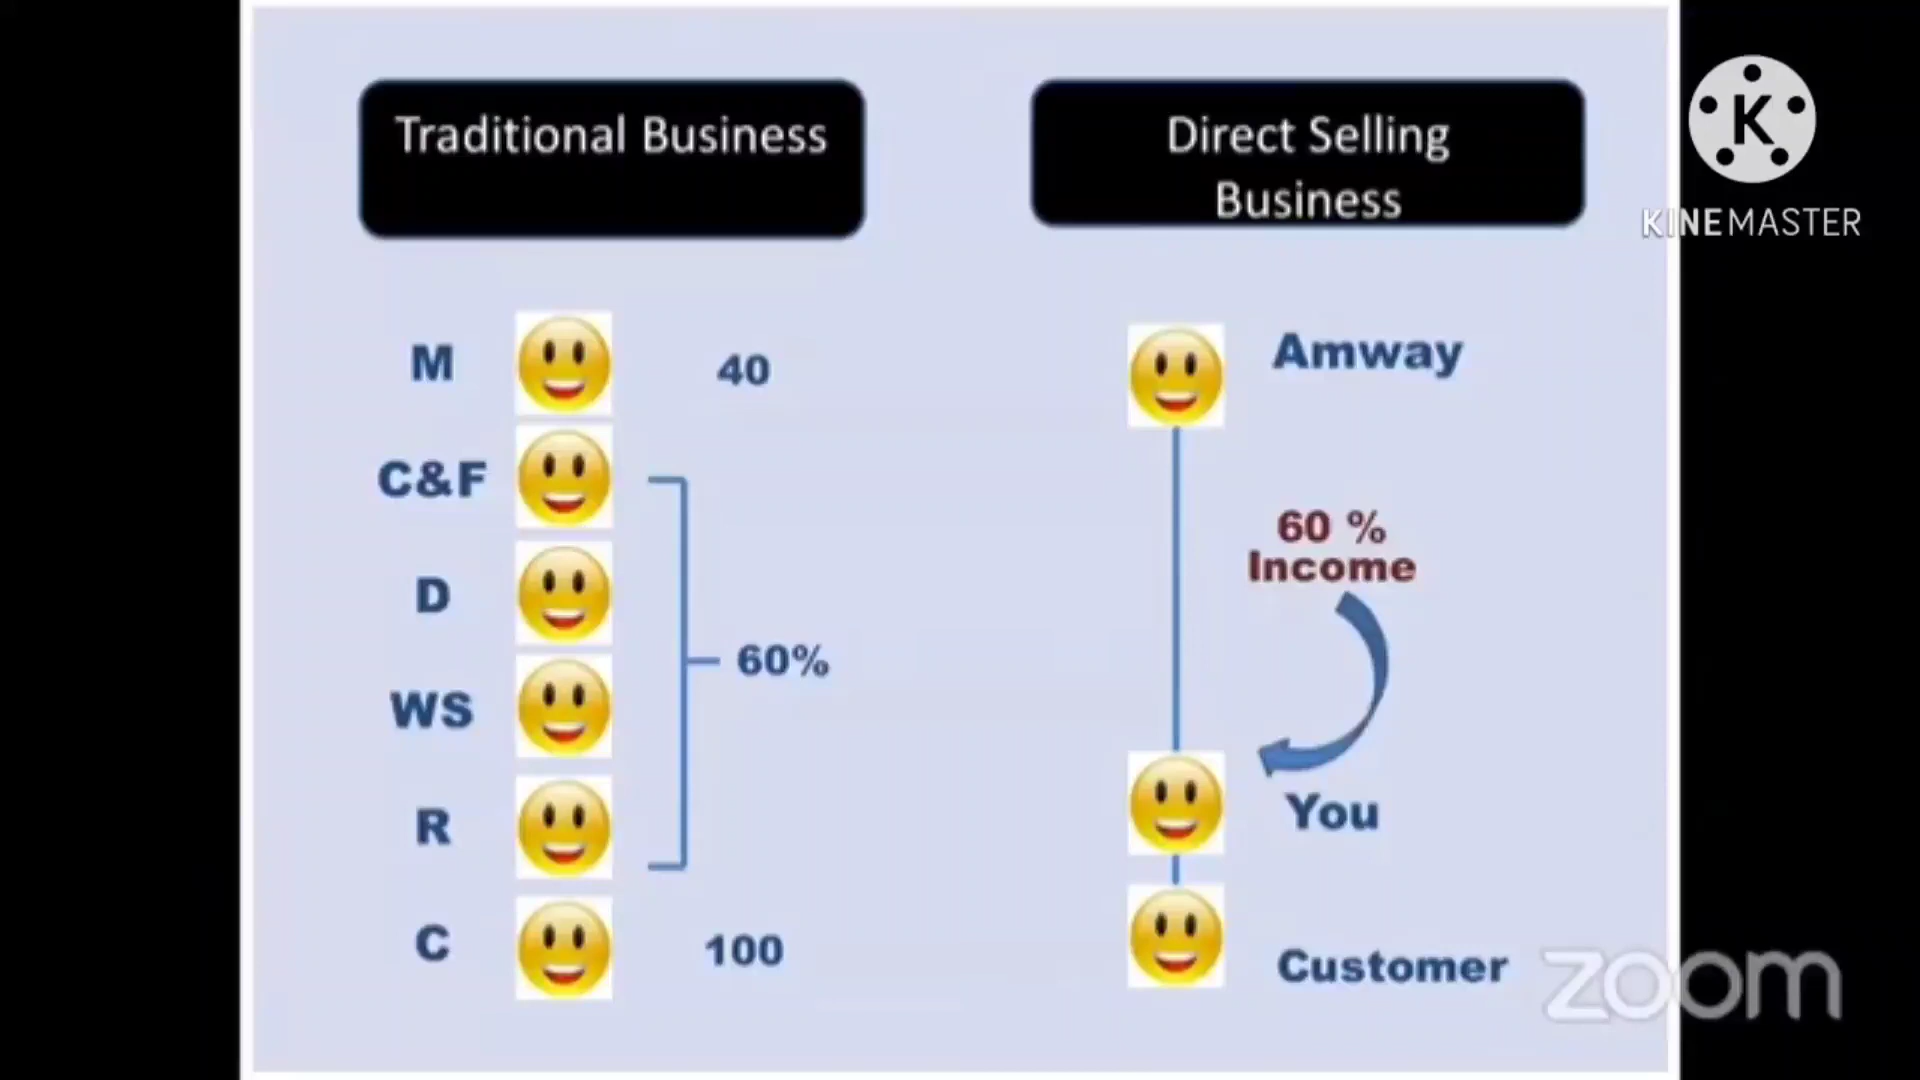 Traditional Business
Direct Selling
Business
K
KINEMASTER
M
40
C&F
D
60%
WS
R
C
100
Amway
60 %
Income
You
Customer
zoom